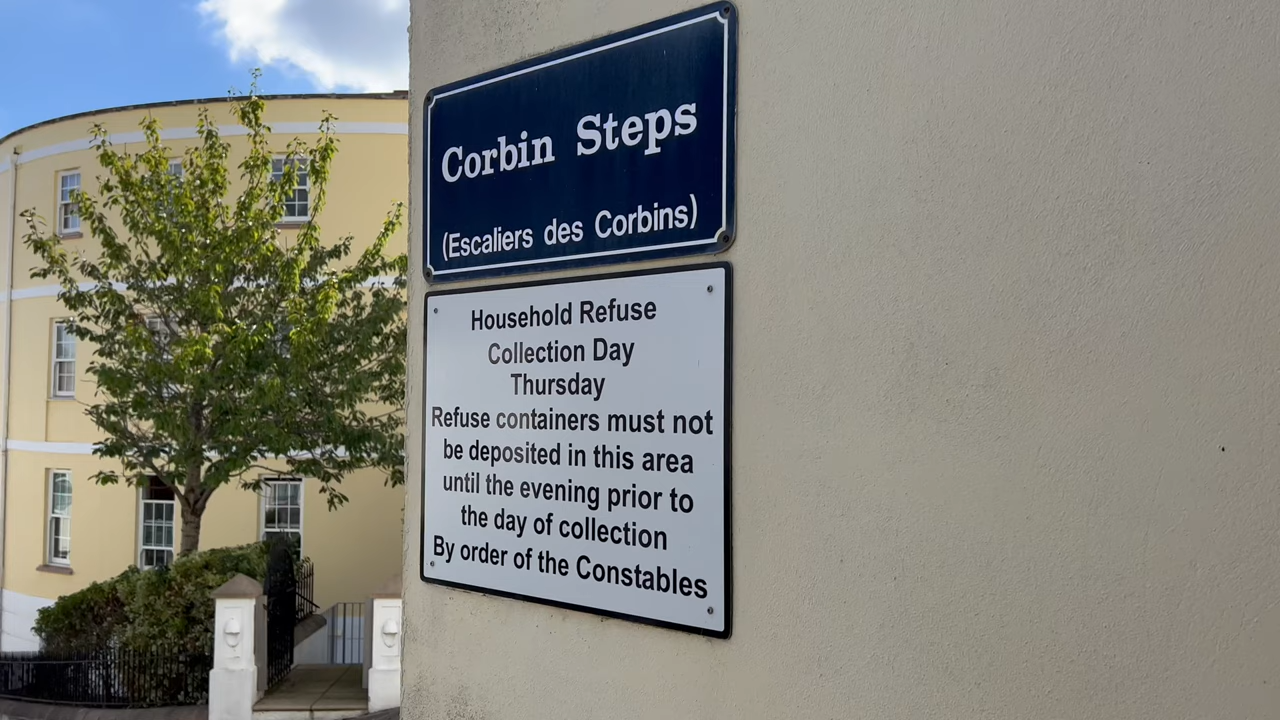 Corbin Steps
(Escaliers des Corbins)
Household Refuse
Collection Day
Thursday
Refuse containers must not
be deposited in this area
until the evening prior to
the day of collection
By order of the Constables